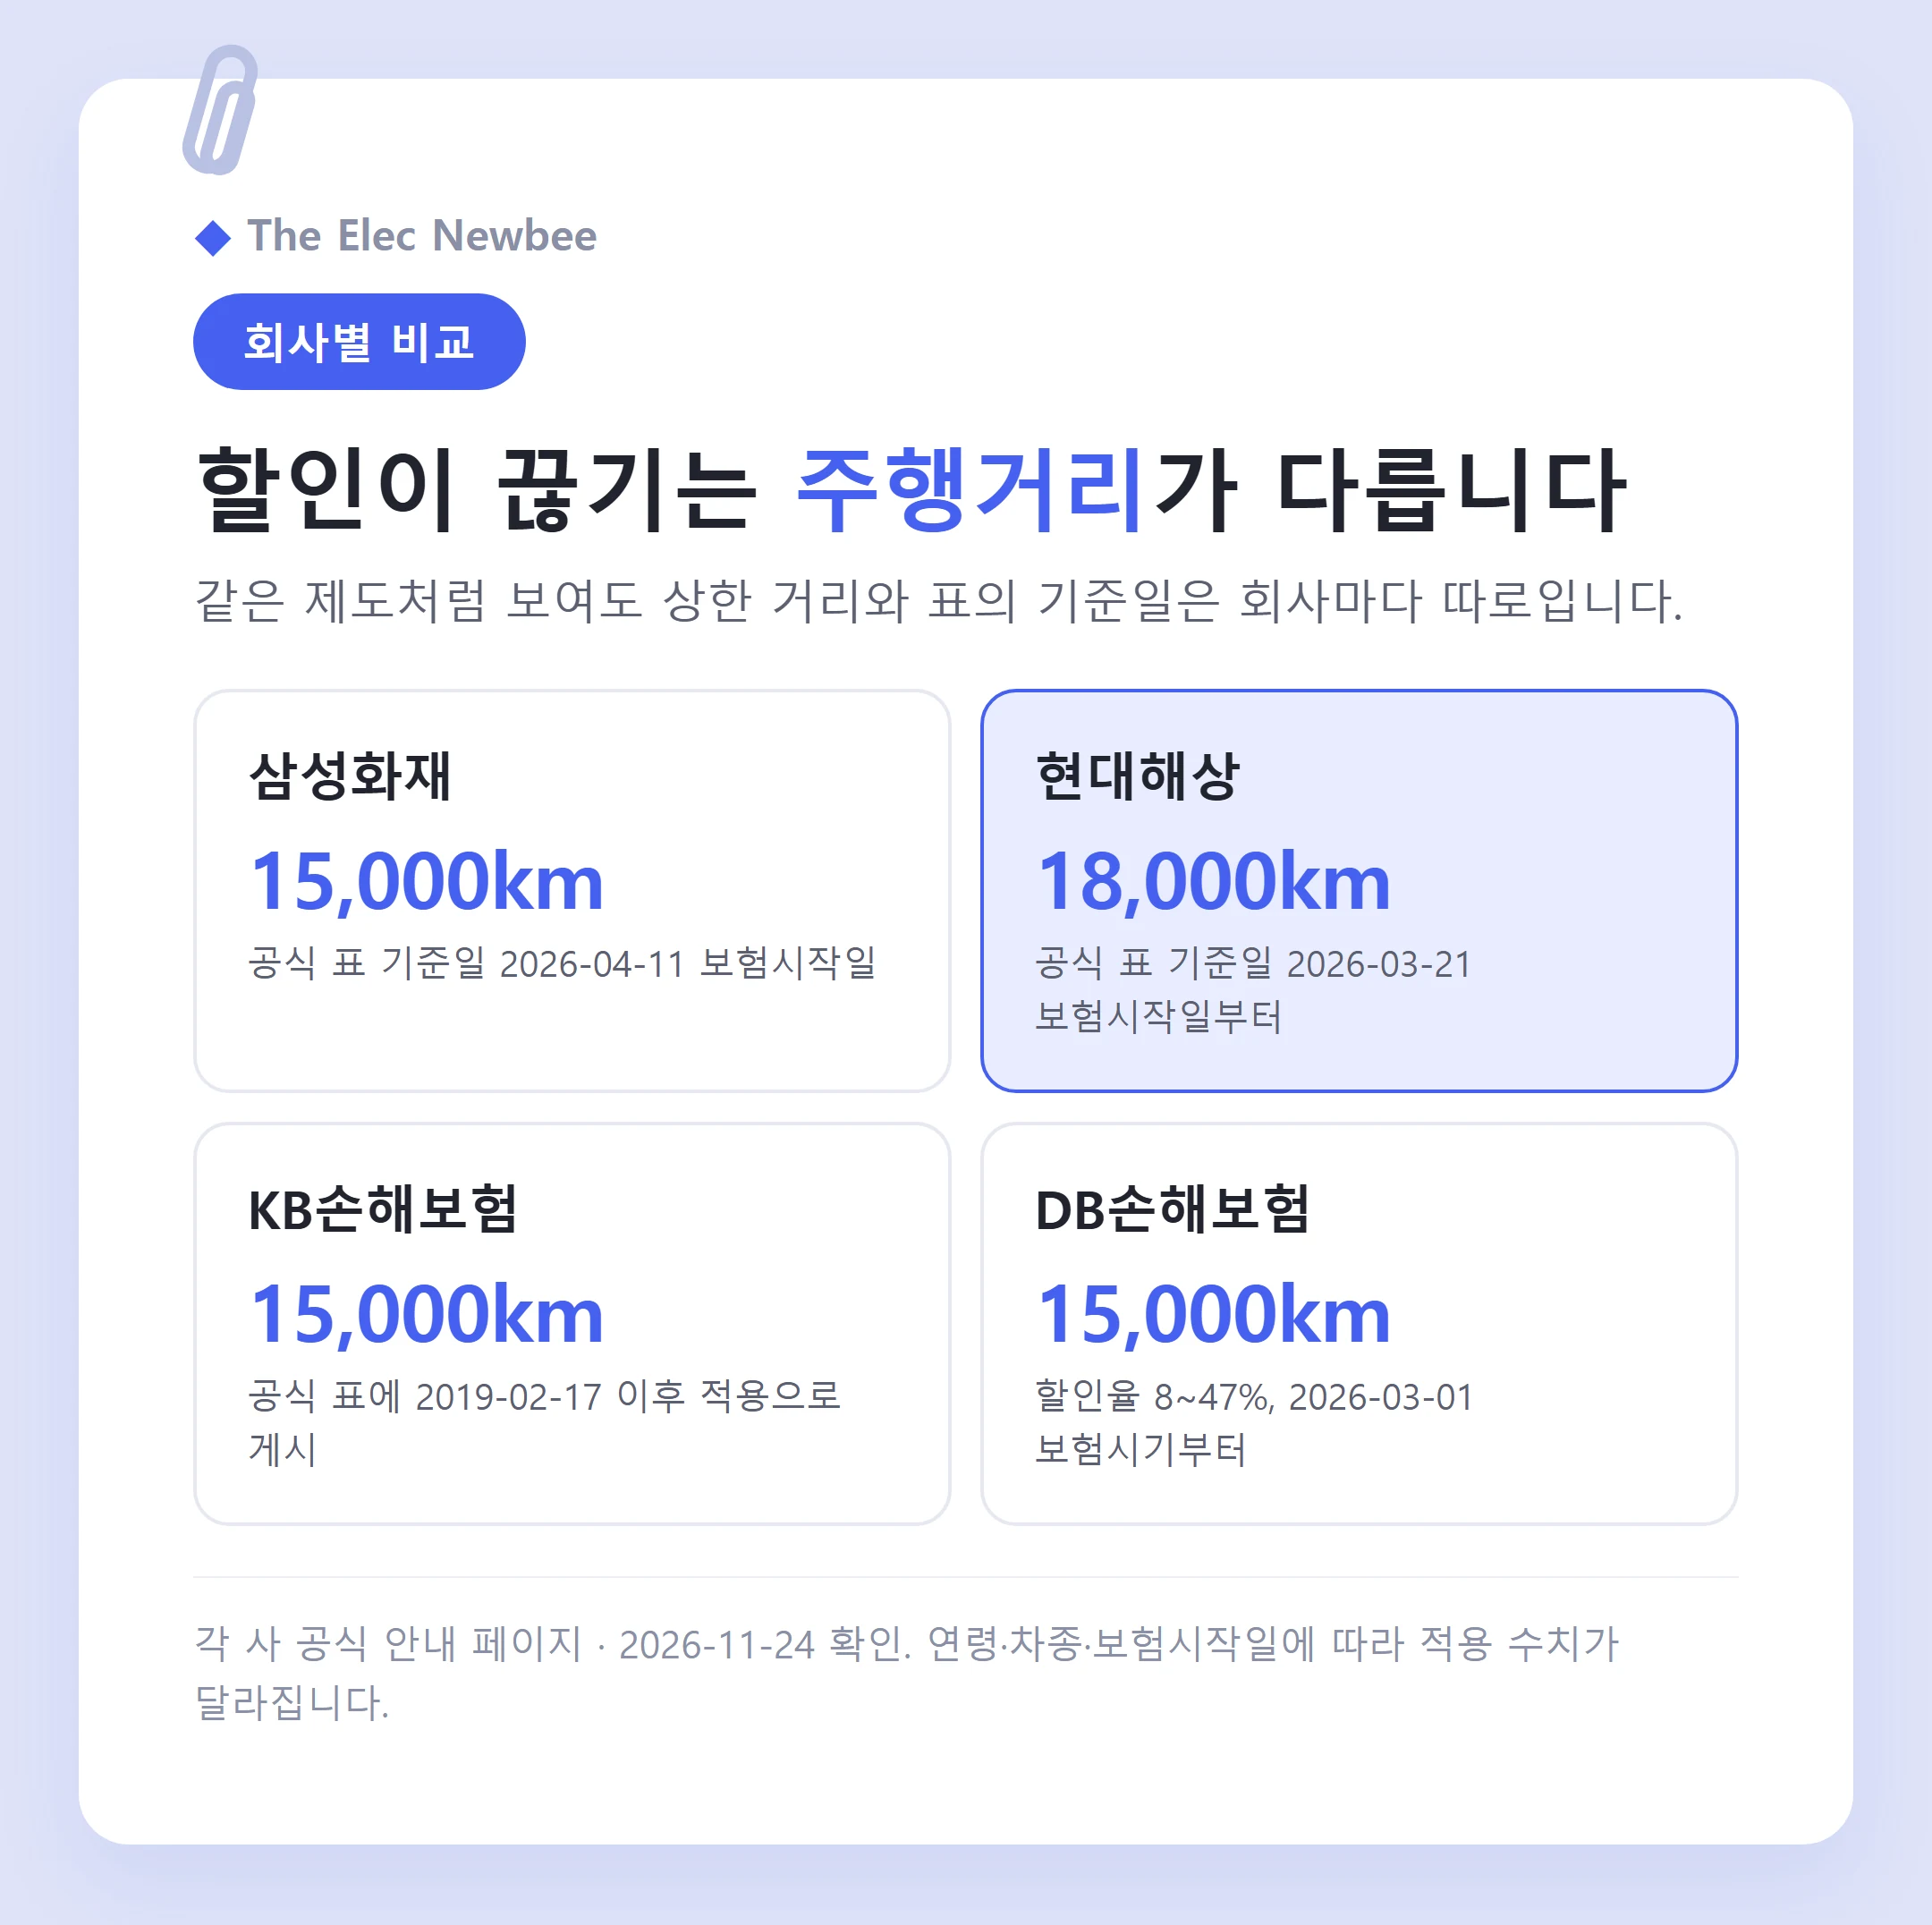 The Elec Newbee
회사별 비교
할인이 끊기는 주행거리가 다릅니다
같은 제도처럼 보여도 상한 거리와 표의 기준일은 회사마다 따로입니다.
삼성화재
15,000km
공식 표 기준일 2026-04-11 보험시작일
현대해상
18,000km
공식 표 기준일 2026-03-21
보험시작일부터
KB손해보험
15,000km
공식 표에 2019-02-17 이후 적용으로
게시
DB손해보험
15,000km
할인율 8~47%, 2026-03-01
보험시기부터
각 사 공식 안내 페이지 · 2026-11-24 확인. 연령·차종·보험시작일에 따라 적용 수치가
달라집니다.